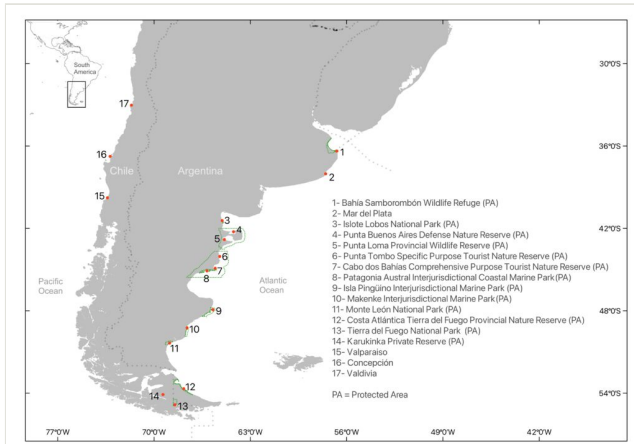 South
America
30°0'S
17
36°0'S
1
16
Chile
Argentina
2
15
1- Bahía Samborombón Wildlife Refuge (PA)
2- Mar del Plata
3- Islote Lobos National Park (PA)
4- Punta Buenos Aires Defense Nature Reserve (PA)
5- Punta Loma Provincial Wildlife Reserve (PA)
6- Punta Tombo Specific Purpose Tourist Nature Reserve (PA)
7- Cabo dos Bahías Comprehensive Purpose Tourist Nature Reserve (PA)
8- Patagonia Austral Interjurisdictional Coastal Marine Park(PA)
9- Isla Pingüino Interjurisdictional Marine Park (PA)
10- Makenke Interjurisdictional Marine Park(PA)
11- Monte León National Park (PA)
12- Costa Atlántica Tierra del Fuego Provincial Nature Reserve (PA)
13- Tierra del Fuego National Park (PA)
14- Karukinka Private Reserve (PA)
15- Valparaiso
16- Concepción
17- Valdivia
PA = Protected Area
3
42°0'S
4
5
6
7
8
Pacific
Ocean
Atlantic
Ocean
9
48°0'S
10
11
12
14
54°0'S
13
77°0'W
70°0'W
63°0'W
56°0'W
49°0'W
42°0'W